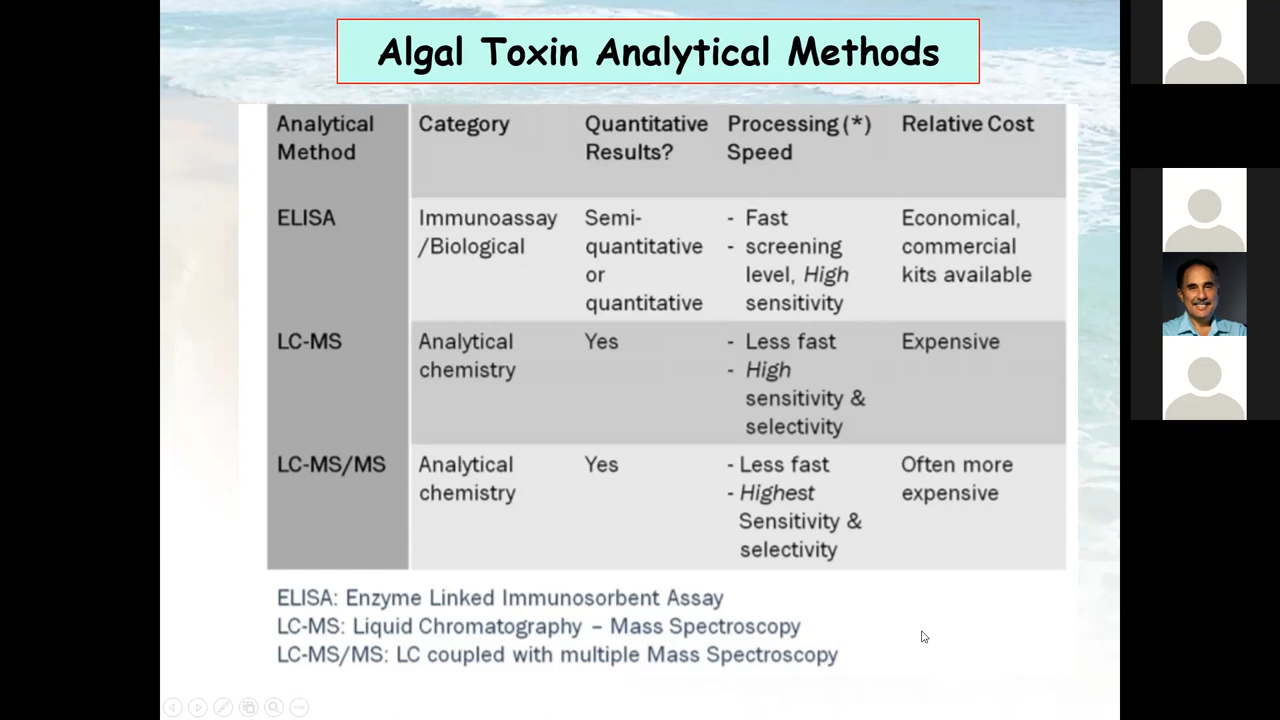 Algal Toxin Analytical Methods
Analytical Method
Category
Quantitative Results?
Processing (*) Speed
Relative Cost
ELISA
Immunoassay /Biological
Semi-quantitative or quantitative
- Fast
- screening level, High sensitivity
Economical, commercial kits available
LC-MS
Analytical chemistry
Yes
- Less fast
- High sensitivity & selectivity
Expensive
LC-MS/MS
Analytical chemistry
Yes
- Less fast
- Highest Sensitivity & selectivity
Often more expensive
ELISA: Enzyme Linked Immunosorbent Assay
LC-MS: Liquid Chromatography – Mass Spectroscopy
LC-MS/MS: LC coupled with multiple Mass Spectroscopy